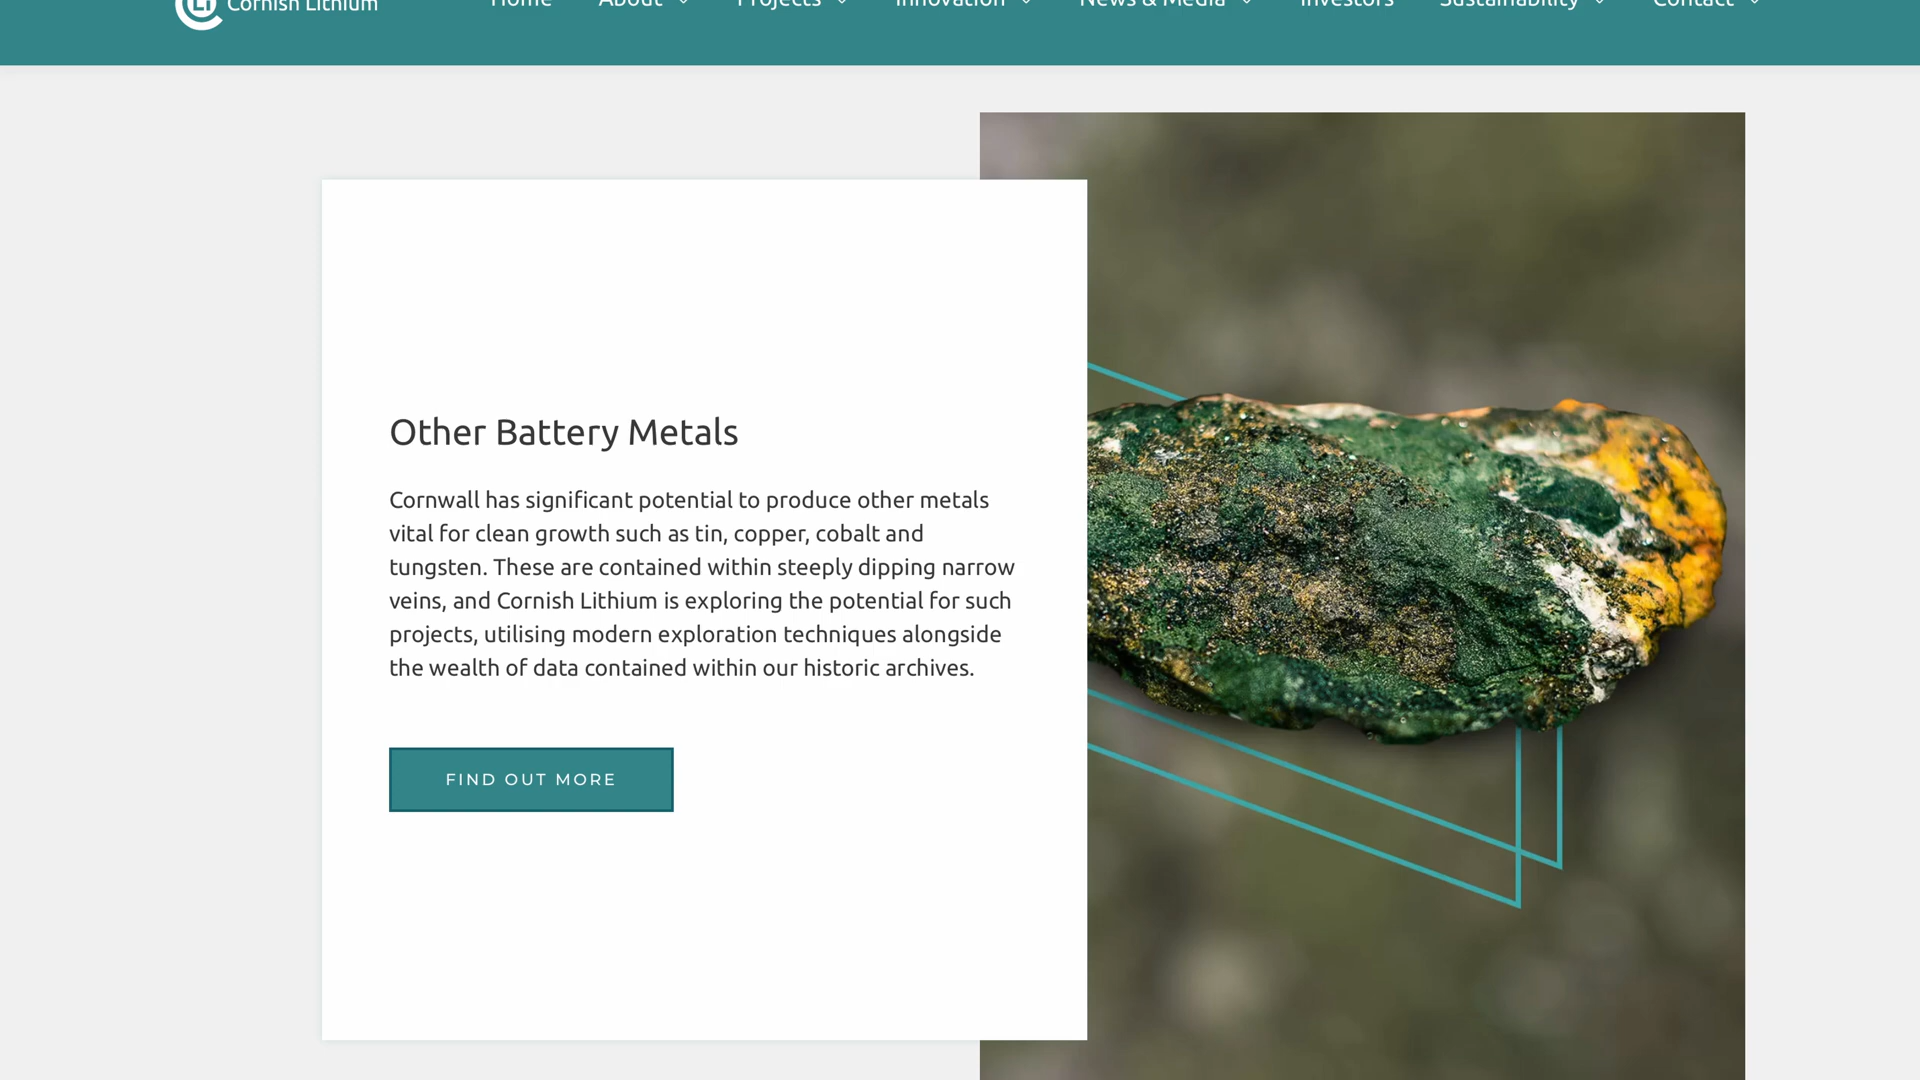 Li Cornish Lithium
Home About Projects Innovation News & Media Investors Sustainability Contact
Other Battery Metals
Cornwall has significant potential to produce other metals
vital for clean growth such as tin, copper, cobalt and
tungsten. These are contained within steeply dipping narrow
veins, and Cornish Lithium is exploring the potential for such
projects, utilising modern exploration techniques alongside
the wealth of data contained within our historic archives.
FIND OUT MORE